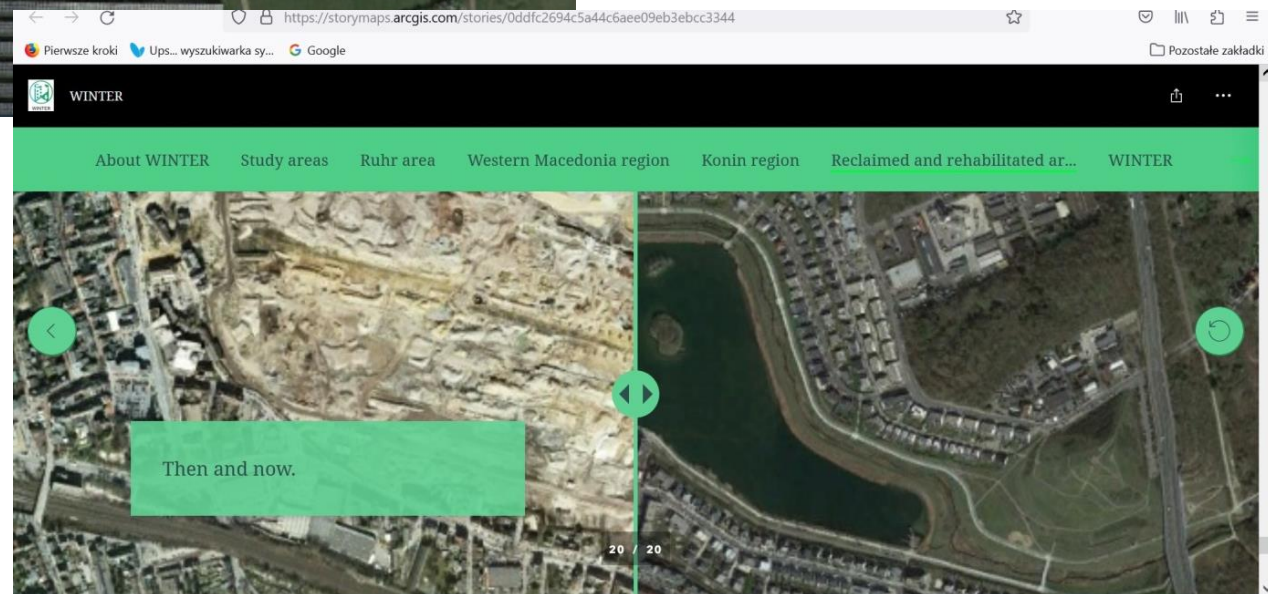 https://storymaps.arcgis.com/stories/0ddfc2694c5a44c6aee09eb3ebcc3344
Pierwsze kroki Ups... wyszukiwarka sy... Google Pozostałe zakładki
WINTER WINTER
About WINTER Study areas Ruhr area Western Macedonia region Konin region Reclaimed and rehabilitated ar... WINTER
Then and now.
20 / 20